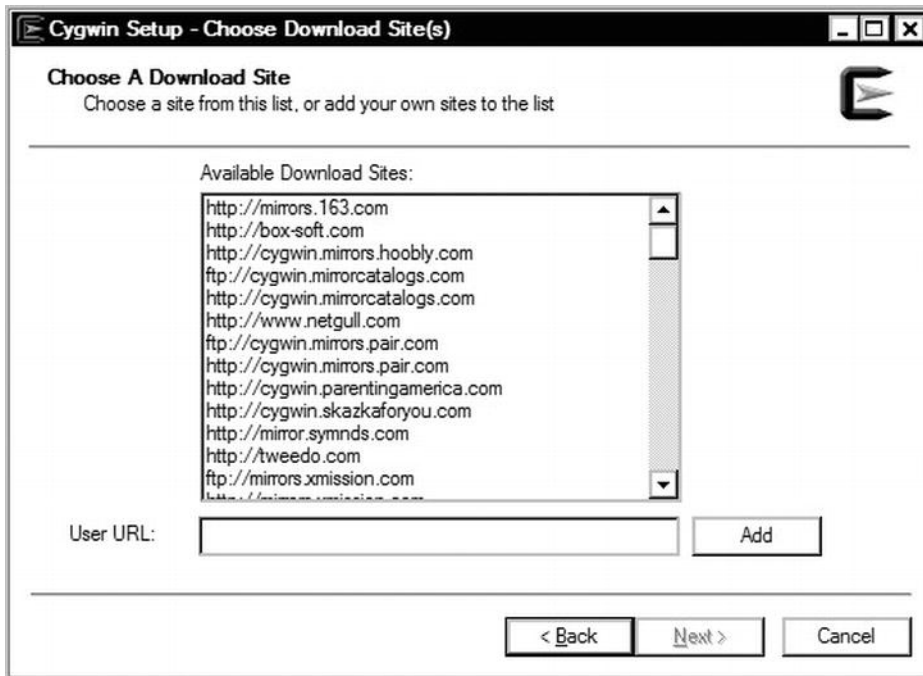 Cygwin Setup - Choose Download Site(s)
Choose A Download Site
Choose a site from this list, or add your own sites to the list
Available Download Sites:
http://mirrors.163.com
http://box-soft.com
http://cygwin.mirrors.hoobly.com
ftp://cygwin.mirrorcatalogs.com
http://cygwin.mirrorcatalogs.com
http://www.netgull.com
ftp://cygwin.mirrors.pair.com
http://cygwin.mirrors.pair.com
http://cygwin.parentingamerica.com
http://cygwin.skazkaforyou.com
http://mirror.symnds.com
http://tweedo.com
ftp://mirrors.xmission.com
User URL:
Add
< Back
Next >
Cancel